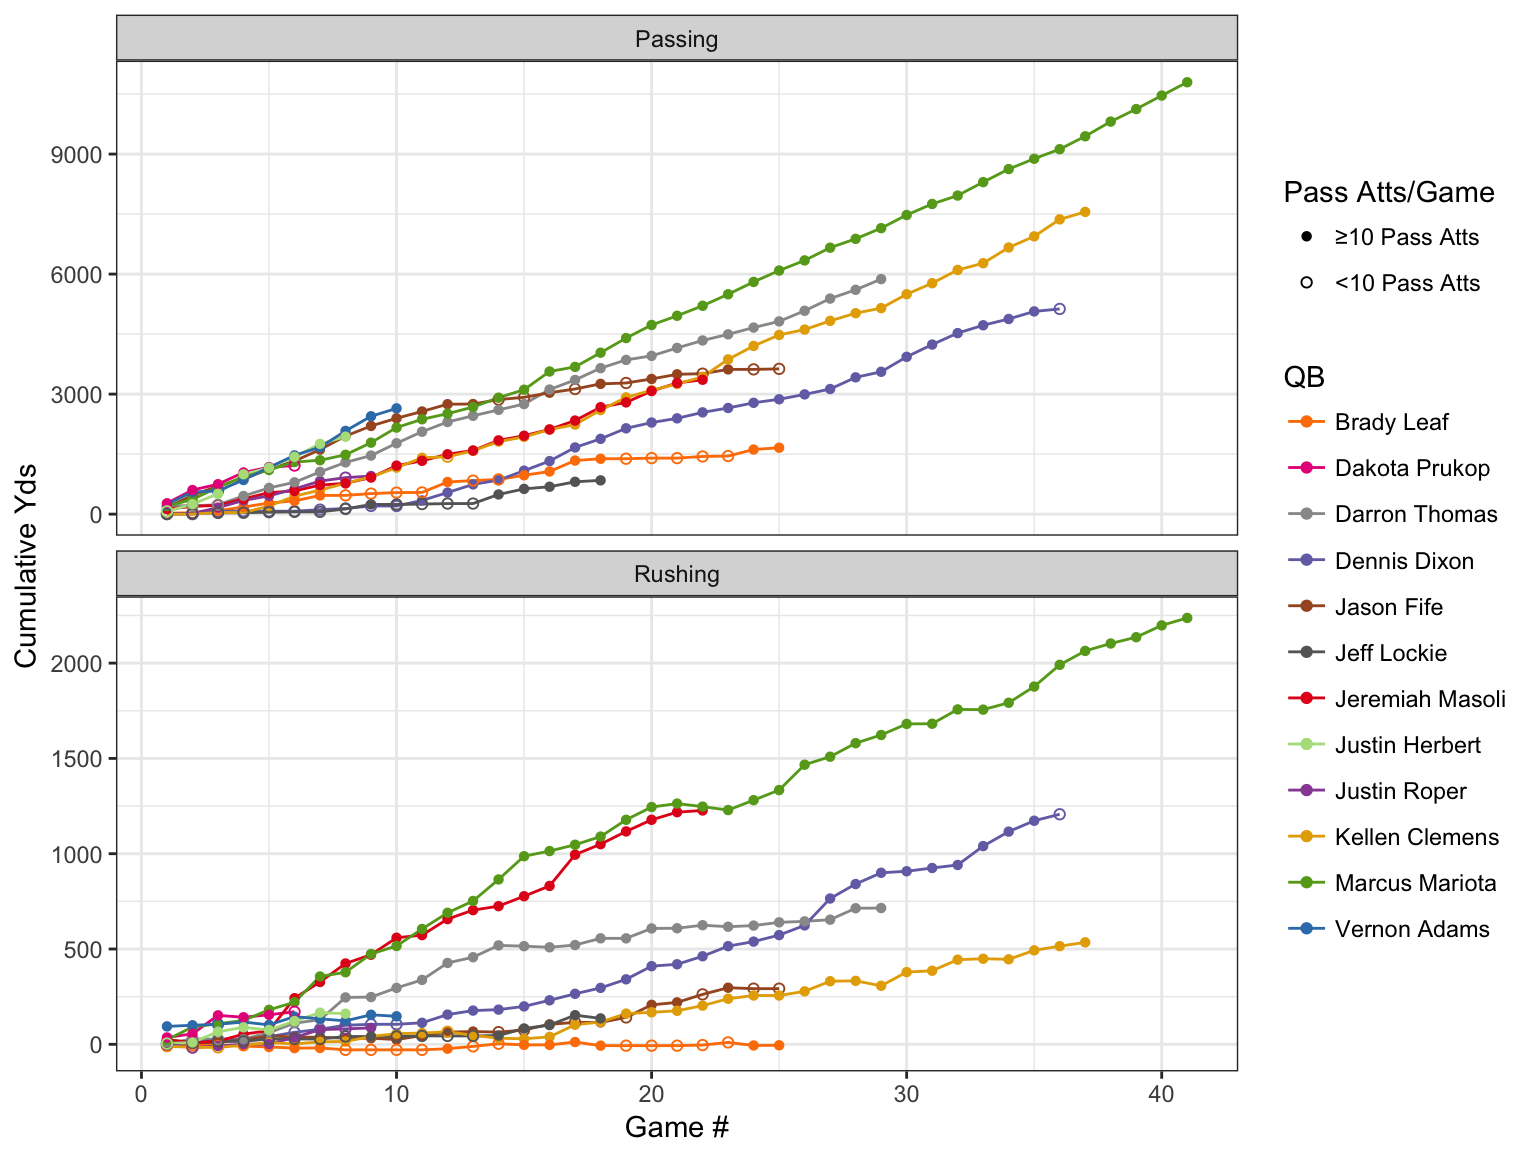 Passing
9000
6000
3000
0
Rushing
2000
1500
1000
500
0
0 10 20 30 40
Game #
Cumulative Yds
Pass Atts/Game
≥10 Pass Atts
<10 Pass Atts
QB
Brady Leaf
Dakota Prukop
Darron Thomas
Dennis Dixon
Jason Fife
Jeff Lockie
Jeremiah Masoli
Justin Herbert
Justin Roper
Kellen Clemens
Marcus Mariota
Vernon Adams